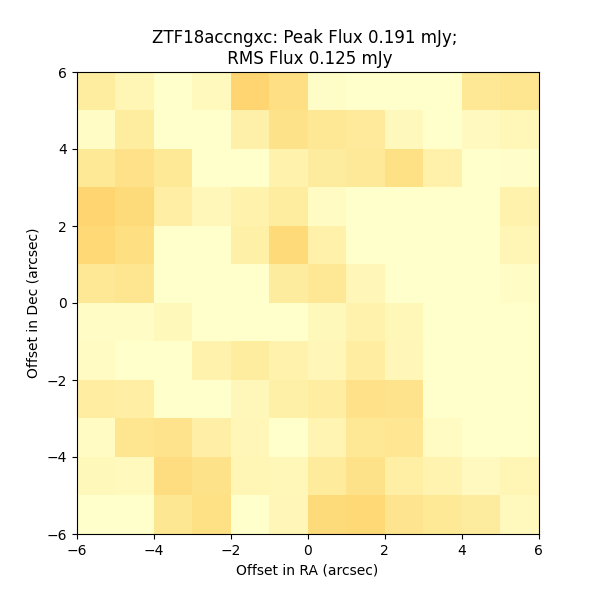 ZTF18accngxc: Peak Flux 0.191 mJy;
RMS Flux 0.125 mJy
6
4
2
0
−2
−4
−6
Offset in Dec (arcsec)
−6 −4 −2 0 2 4 6
Offset in RA (arcsec)